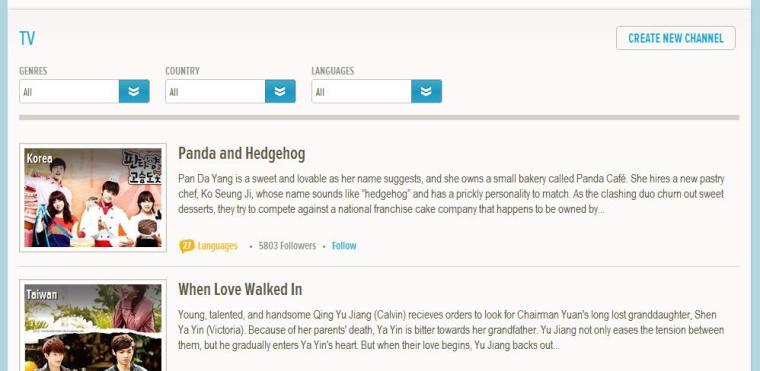 TV
CREATE NEW CHANNEL
GENRES COUNTRY LANGUAGES
All All All
Korea
판다양
고슴도치
Panda and Hedgehog
Pan Da Yang is a sweet and lovable as her name suggests, and she owns a small bakery called Panda Café. She hires a new pastry
chef, Ko Seung Ji, whose name sounds like "hedgehog" and has a prickly personality to match. As the clashing duo churn out sweet
desserts, they try to compete against a national franchise cake company that happens to be owned by...
27 Languages • 5803 Followers • Follow
Taiwan
When Love Walked In
Young, talented, and handsome Qing Yu Jiang (Calvin) recieves orders to look for Chairman Yuan's long lost granddaughter, Shen
Ya Yin (Victoria). Because of her parents' death, Ya Yin is bitter towards her grandfather. Yu Jiang not only eases the tension between
them, but he gradually enters Ya Yin's heart. But when their love begins, Yu Jiang backs out...